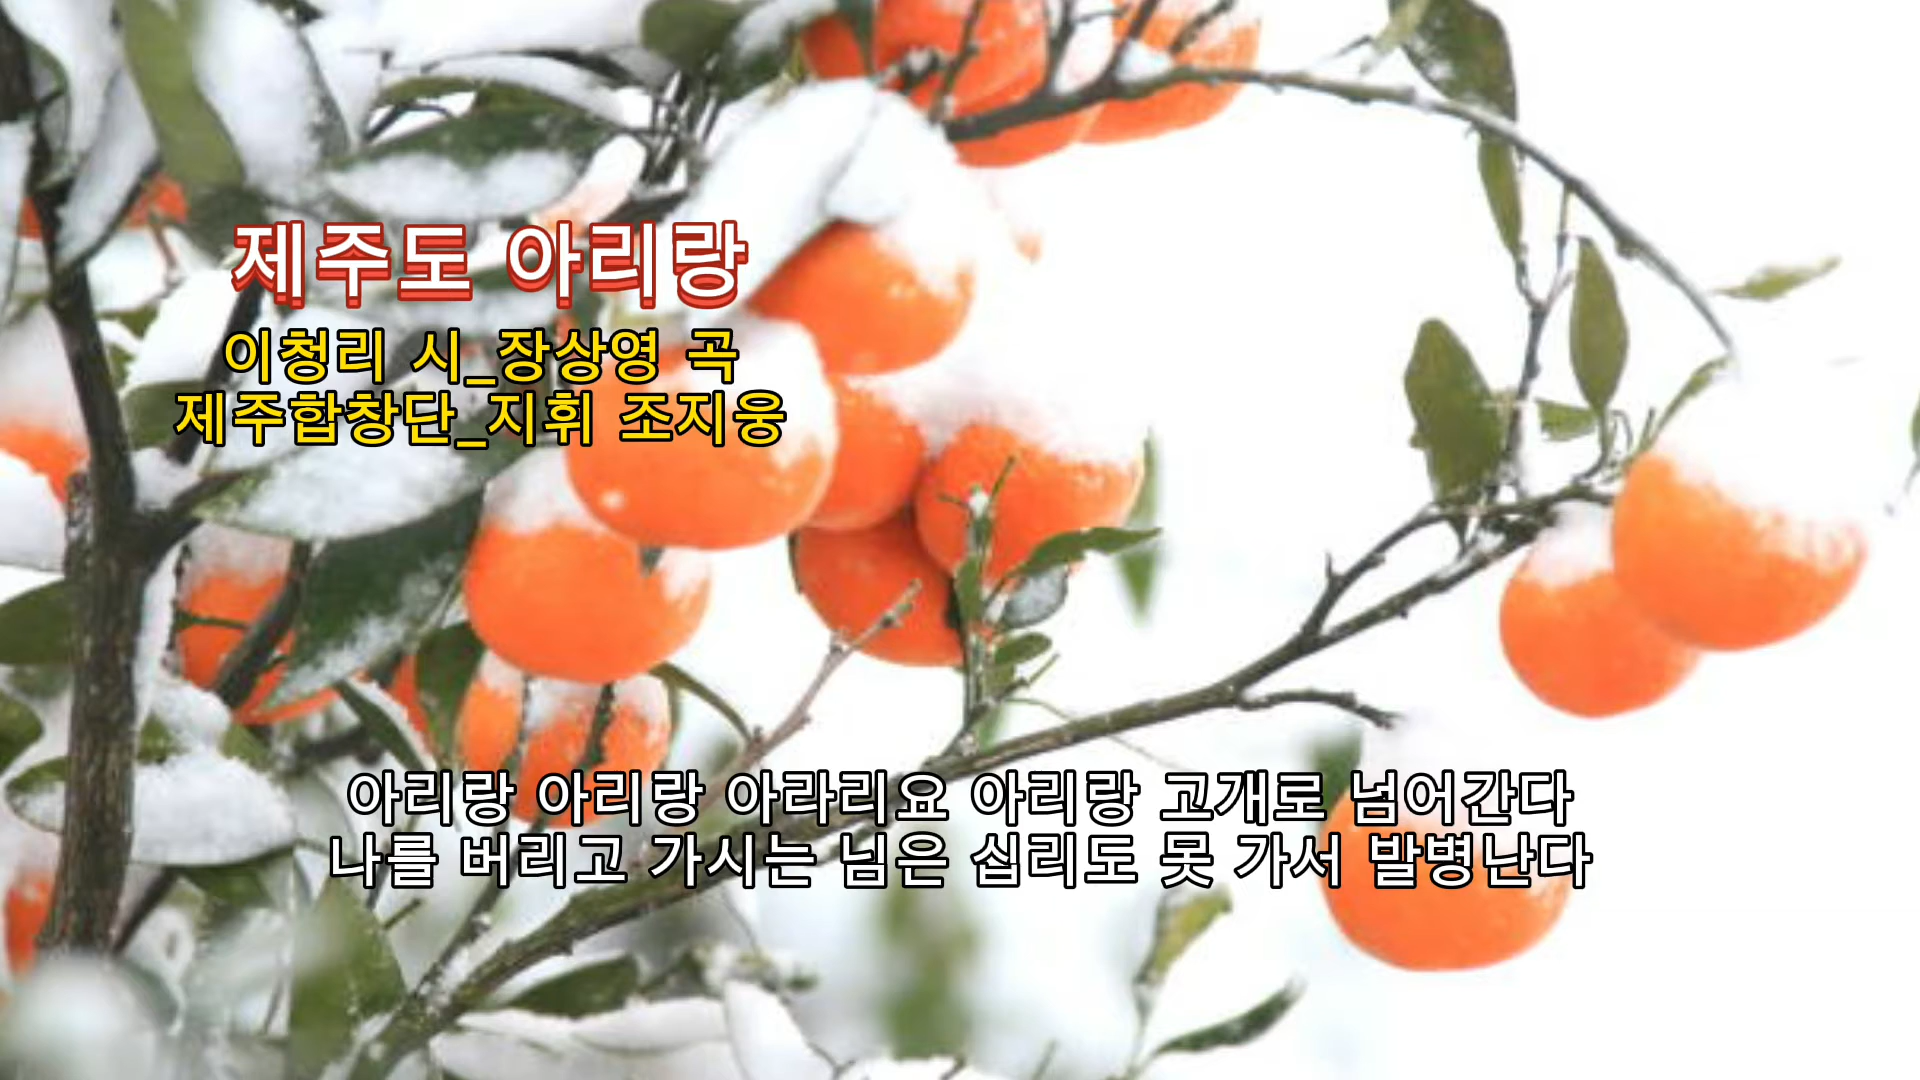 제주도 아리랑
이청리 시_장상영 곡
제주합창단_지휘 조지웅
아리랑 아리랑 아라리요 아리랑 고개로 넘어간다
나를 버리고 가시는 님은 십리도 못 가서 발병난다